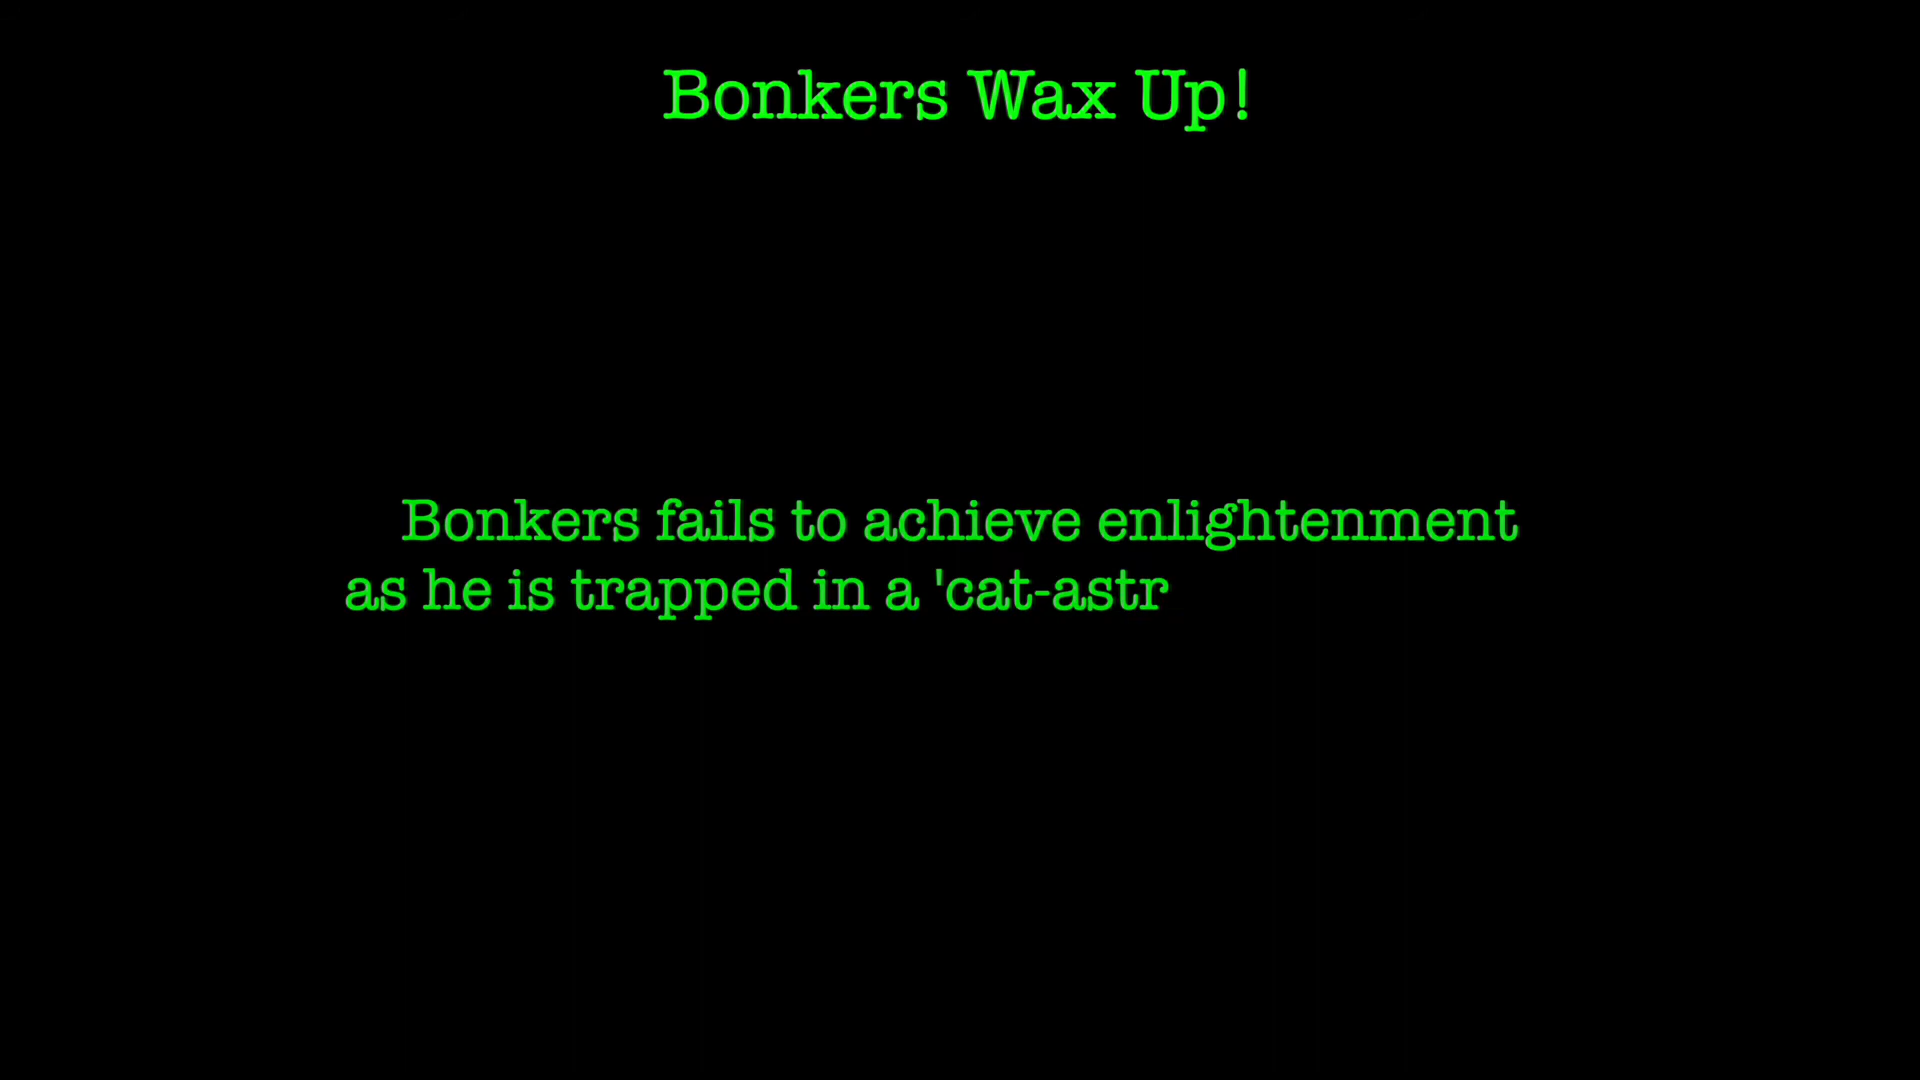 Bonkers Wax Up!
Bonkers fails to achieve enlightenment
as he is trapped in a 'cat-astr